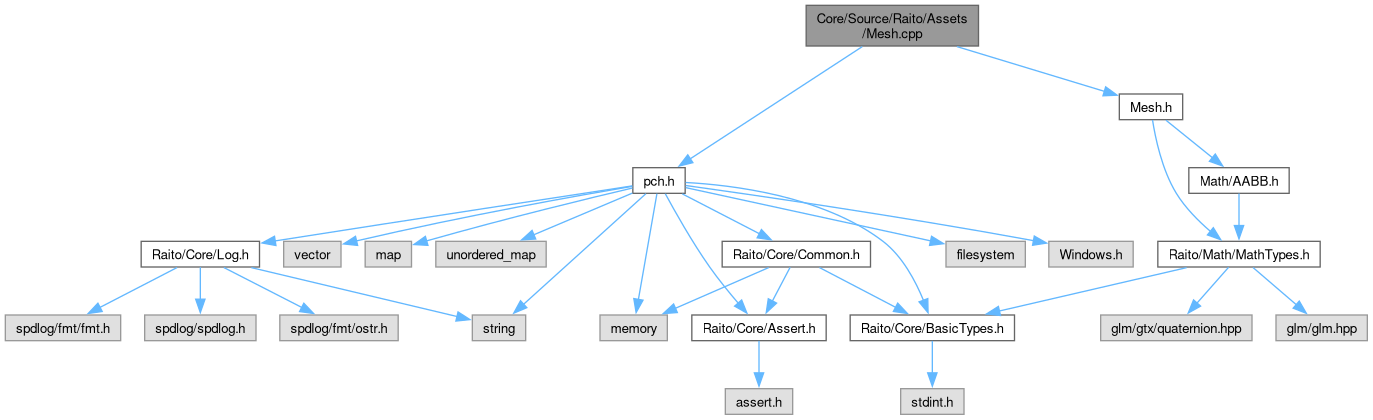 Core/Source/Raito/Assets
/Mesh.cpp
Mesh.h
pch.h
Math/AABB.h
Raito/Core/Log.h
vector
map
unordered_map
Raito/Core/Common.h
filesystem
Windows.h
Raito/Math/MathTypes.h
spdlog/fmt/fmt.h
spdlog/spdlog.h
spdlog/fmt/ostr.h
string
memory
Raito/Core/Assert.h
Raito/Core/BasicTypes.h
glm/gtx/quaternion.hpp
glm/glm.hpp
assert.h
stdint.h